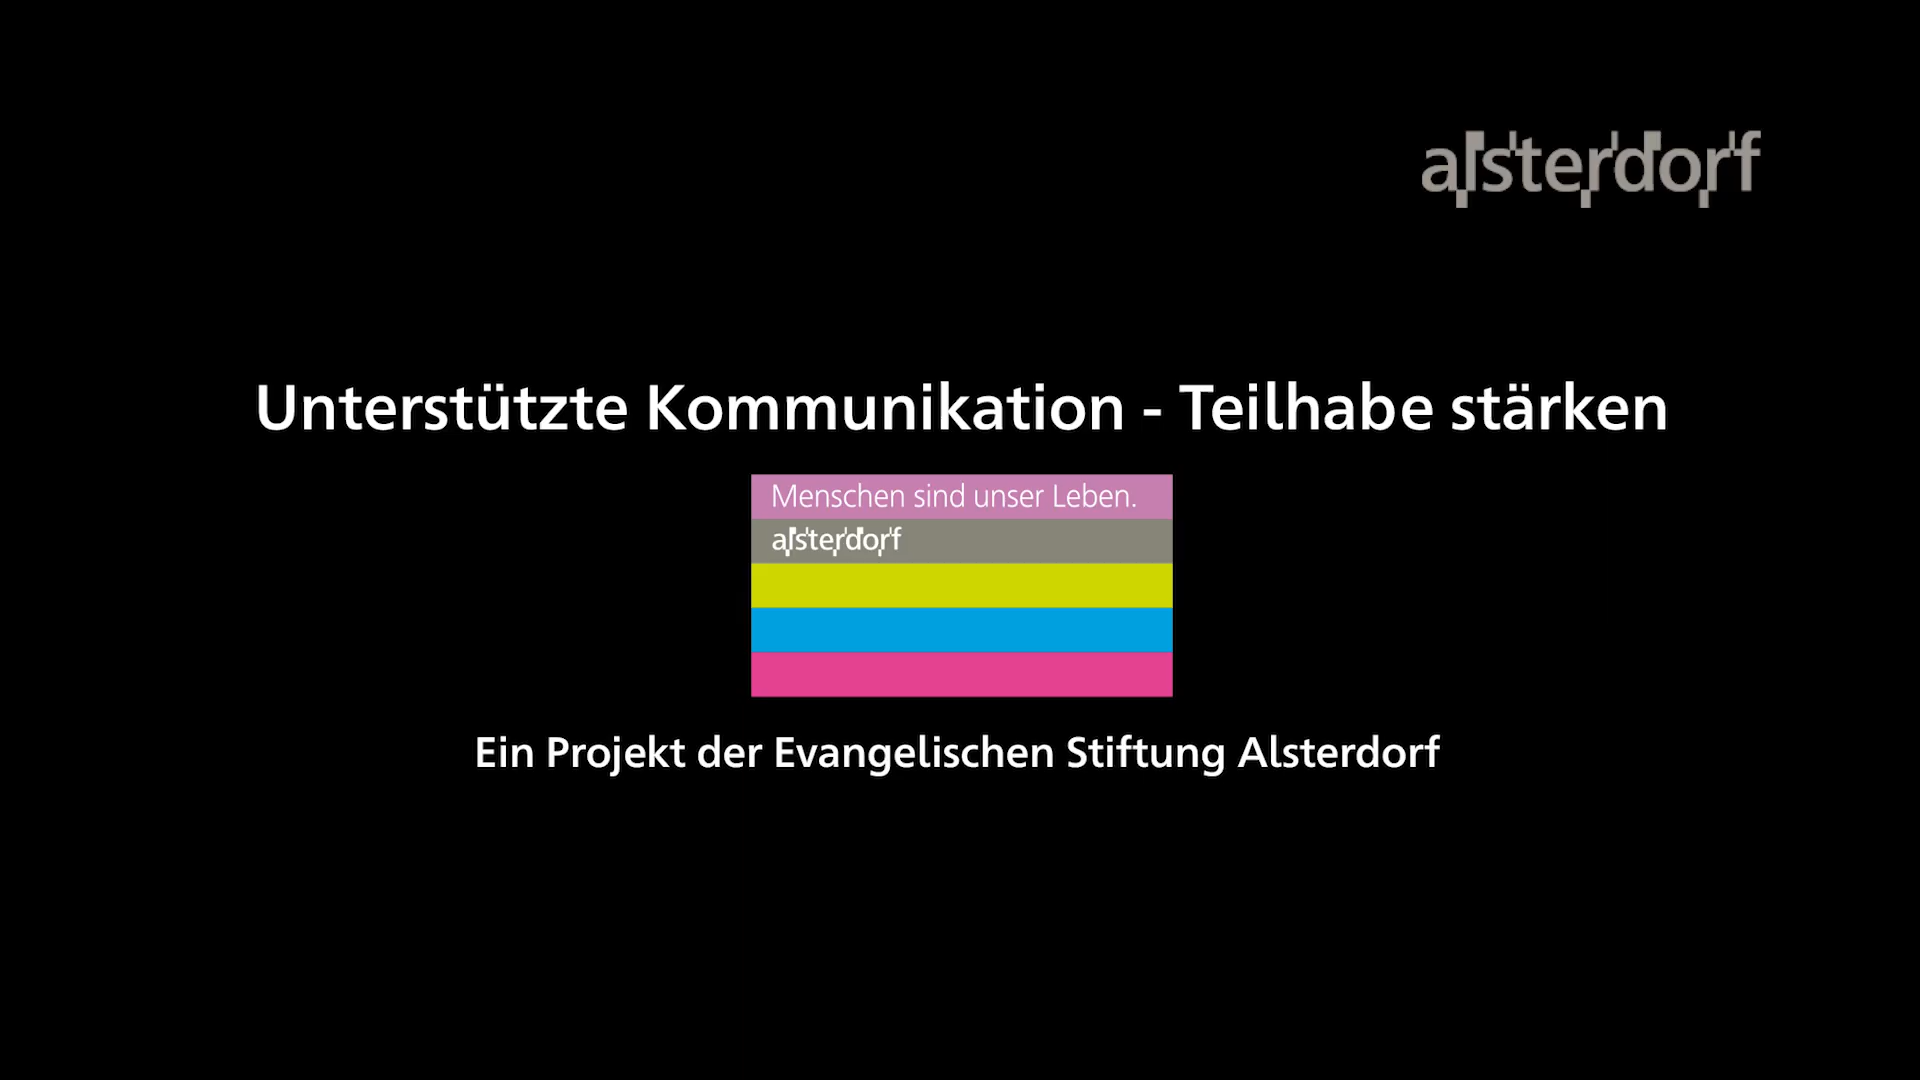 alsterdorf
Unterstützte Kommunikation - Teilhabe stärken
Menschen sind unser Leben.
alsterdorf
Ein Projekt der Evangelischen Stiftung Alsterdorf